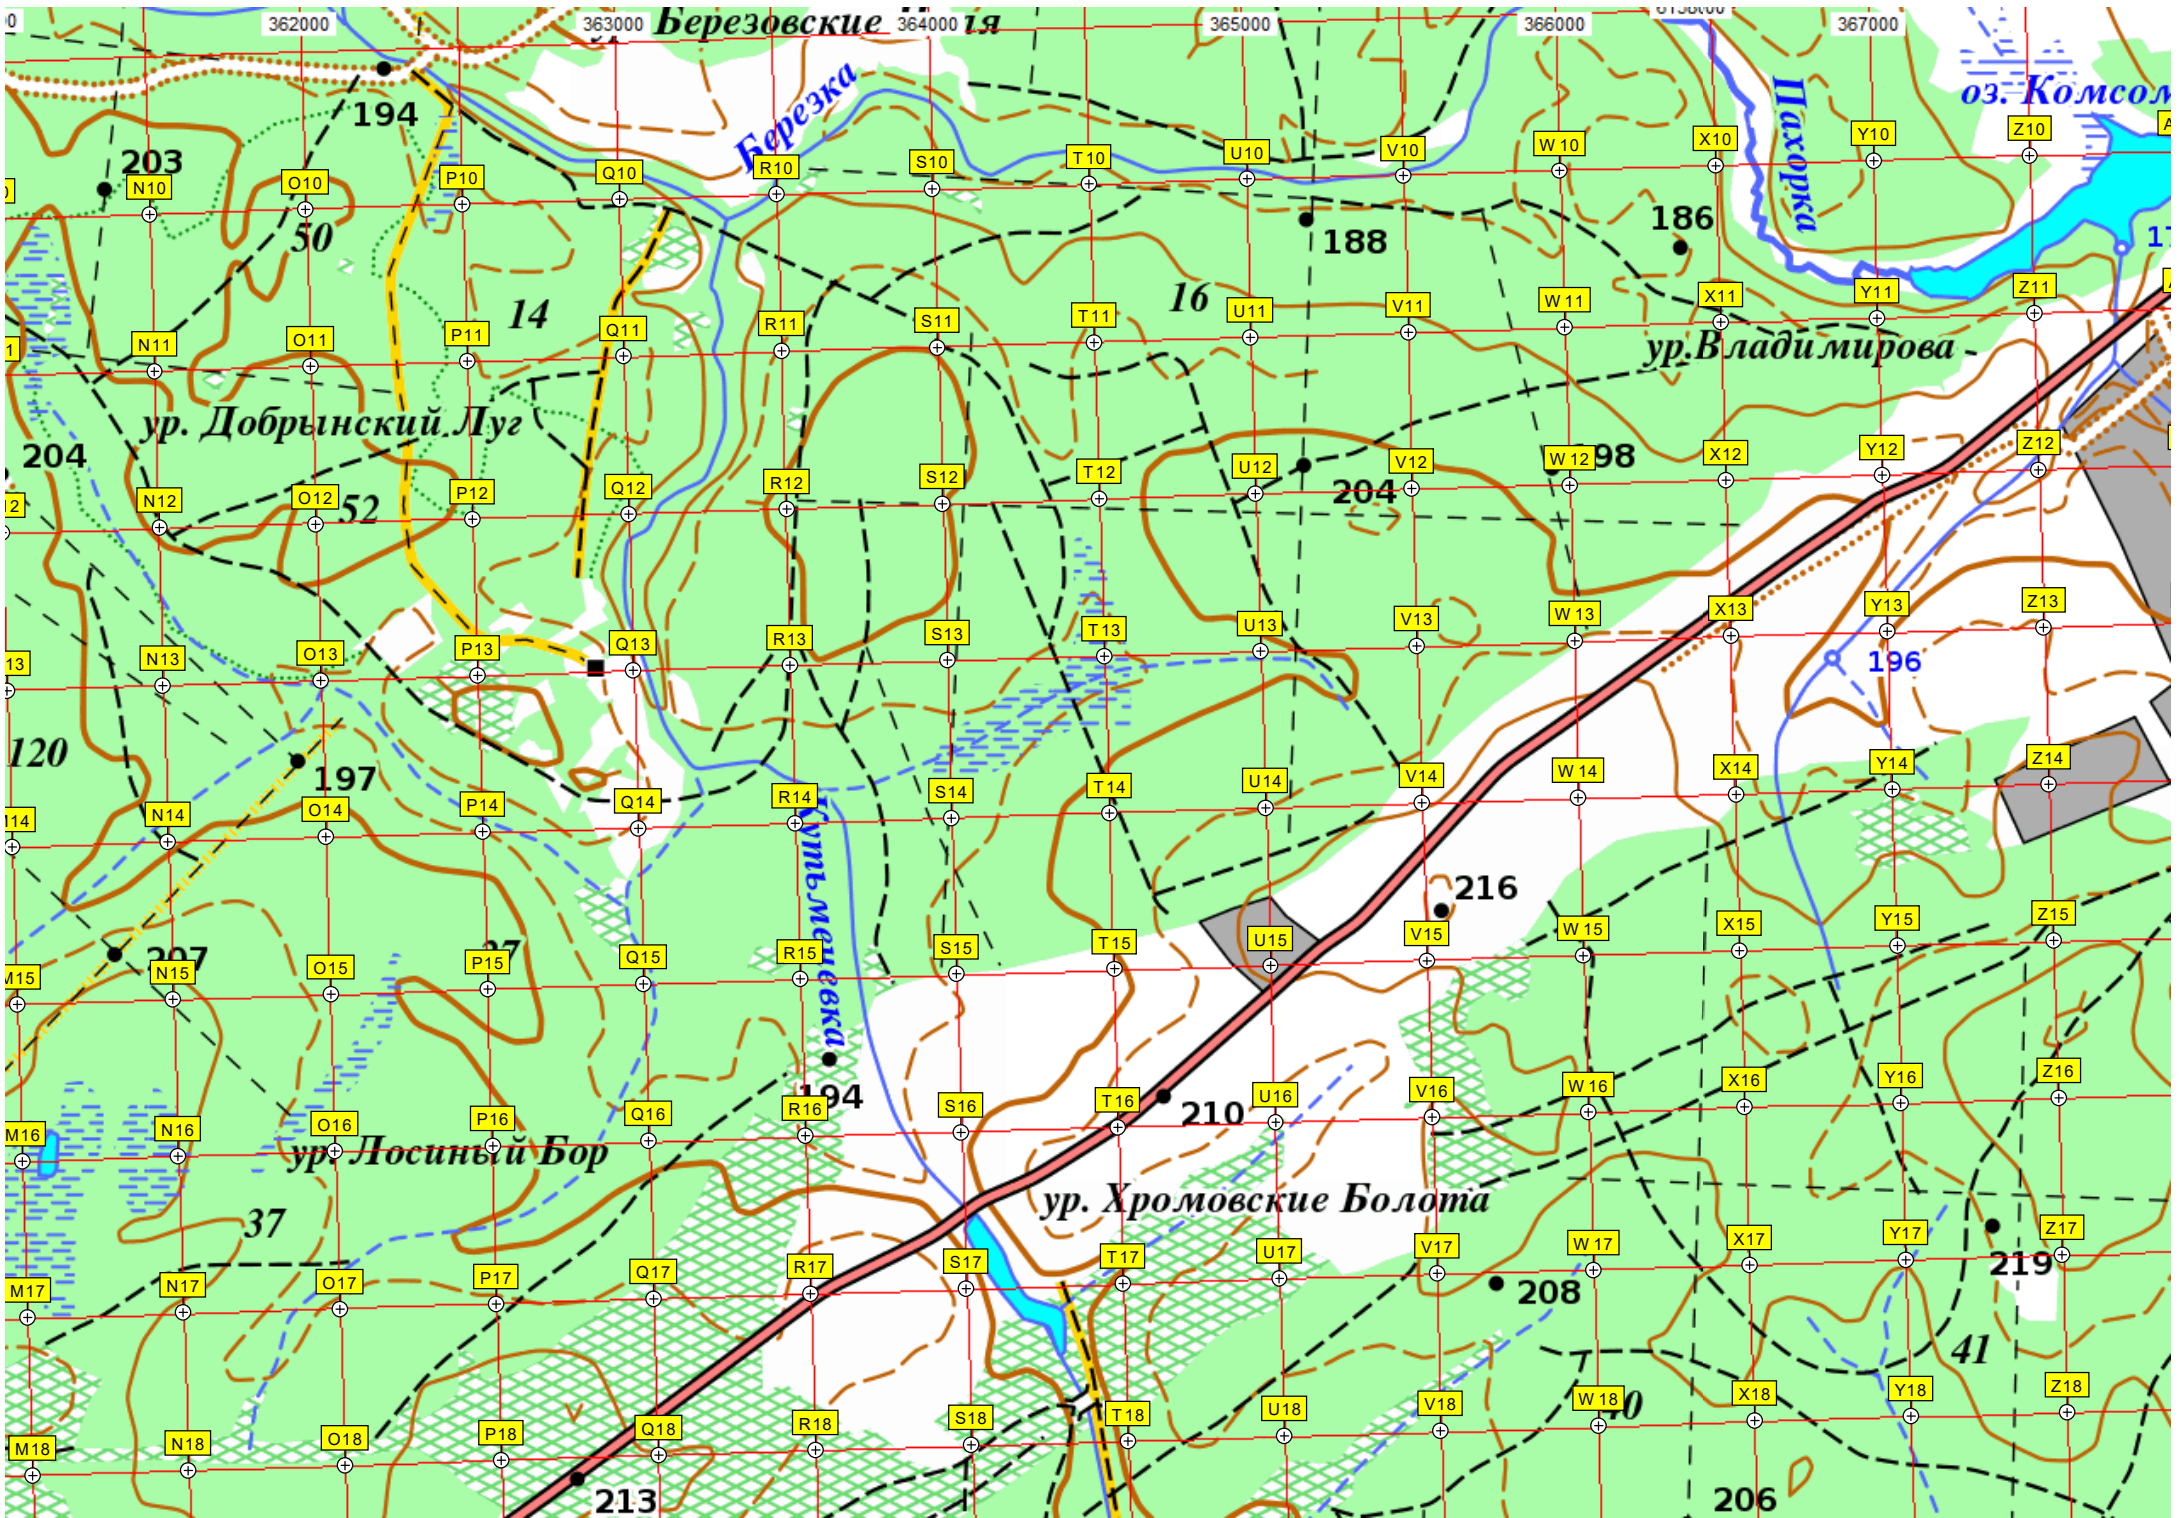 362000 363000 364000 365000 366000 367000
Березовские
Березка
Пахорка
оз. Комсом
194
203
N10 O10 P10 Q10 R10 S10 T10 U10 V10 W10 X10 Y10 Z10
50
188
186
14
16
N11 O11 P11 Q11 R11 S11 T11 U11 V11 W11 X11 Y11 Z11
ур.Владимирова-
ур. Добрынский Луг
204
52
N12 O12 P12 Q12 R12 S12 T12 U12 V12 W12 X12 Y12 Z12
98
204
N13 O13 P13 Q13 R13 S13 T13 U13 V13 W13 X13 Y13 Z13
196
120
197
N14 O14 P14 Q14 R14 S14 T14 U14 V14 W14 X14 Y14 Z14
Кутьменевка
216
207
M15 N15 O15 P15 Q15 R15 S15 T15 U15 V15 W15 X15 Y15 Z15
194
210
M16 N16 O16 P16 Q16 R16 S16 T16 U16 V16 W16 X16 Y16 Z16
ур. Лосиный Бор
ур. Хромовские Болота
37
M17 N17 O17 P17 Q17 R17 S17 T17 U17 V17 W17 X17 Y17 Z17
208
219
41
M18 N18 O18 P18 Q18 R18 S18 T18 U18 V18 W18 X18 Y18 Z18
40
213
206